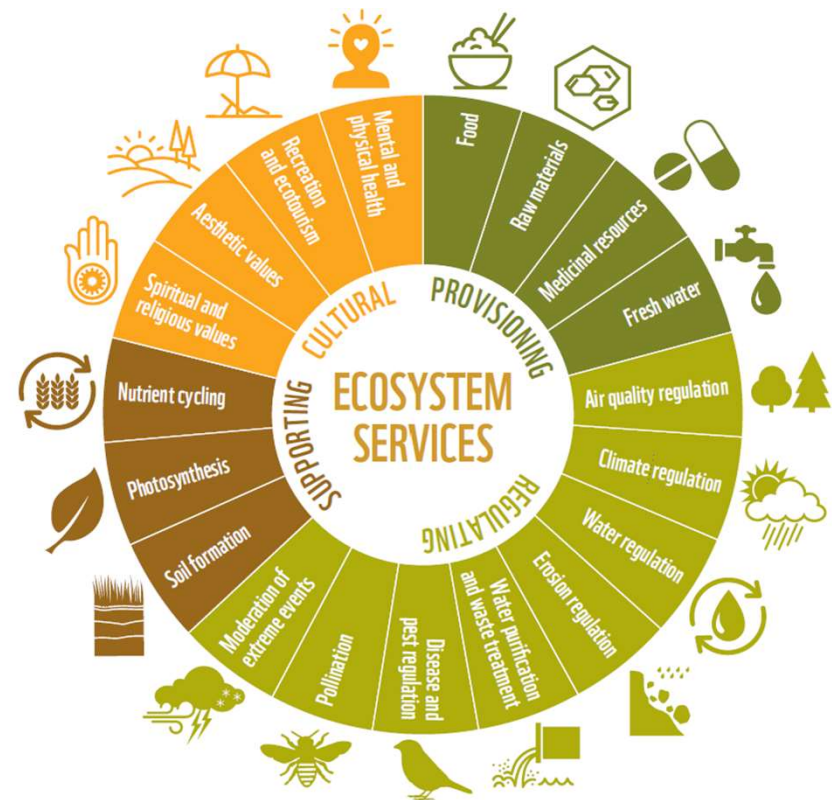 ECOSYSTEM
SERVICES
PROVISIONING
Food
Raw materials
Medicinal resources
Fresh water
REGULATING
Air quality regulation
Climate regulation
Water regulation
Erosion regulation
Water purification
and waste treatment
Disease and
pest regulation
Pollination
Moderation of
extreme events
SUPPORTING
Soil formation
Photosynthesis
Nutrient cycling
CULTURAL
Spiritual and
religious values
Aesthetic values
Recreation
and ecotourism
Mental and
physical health